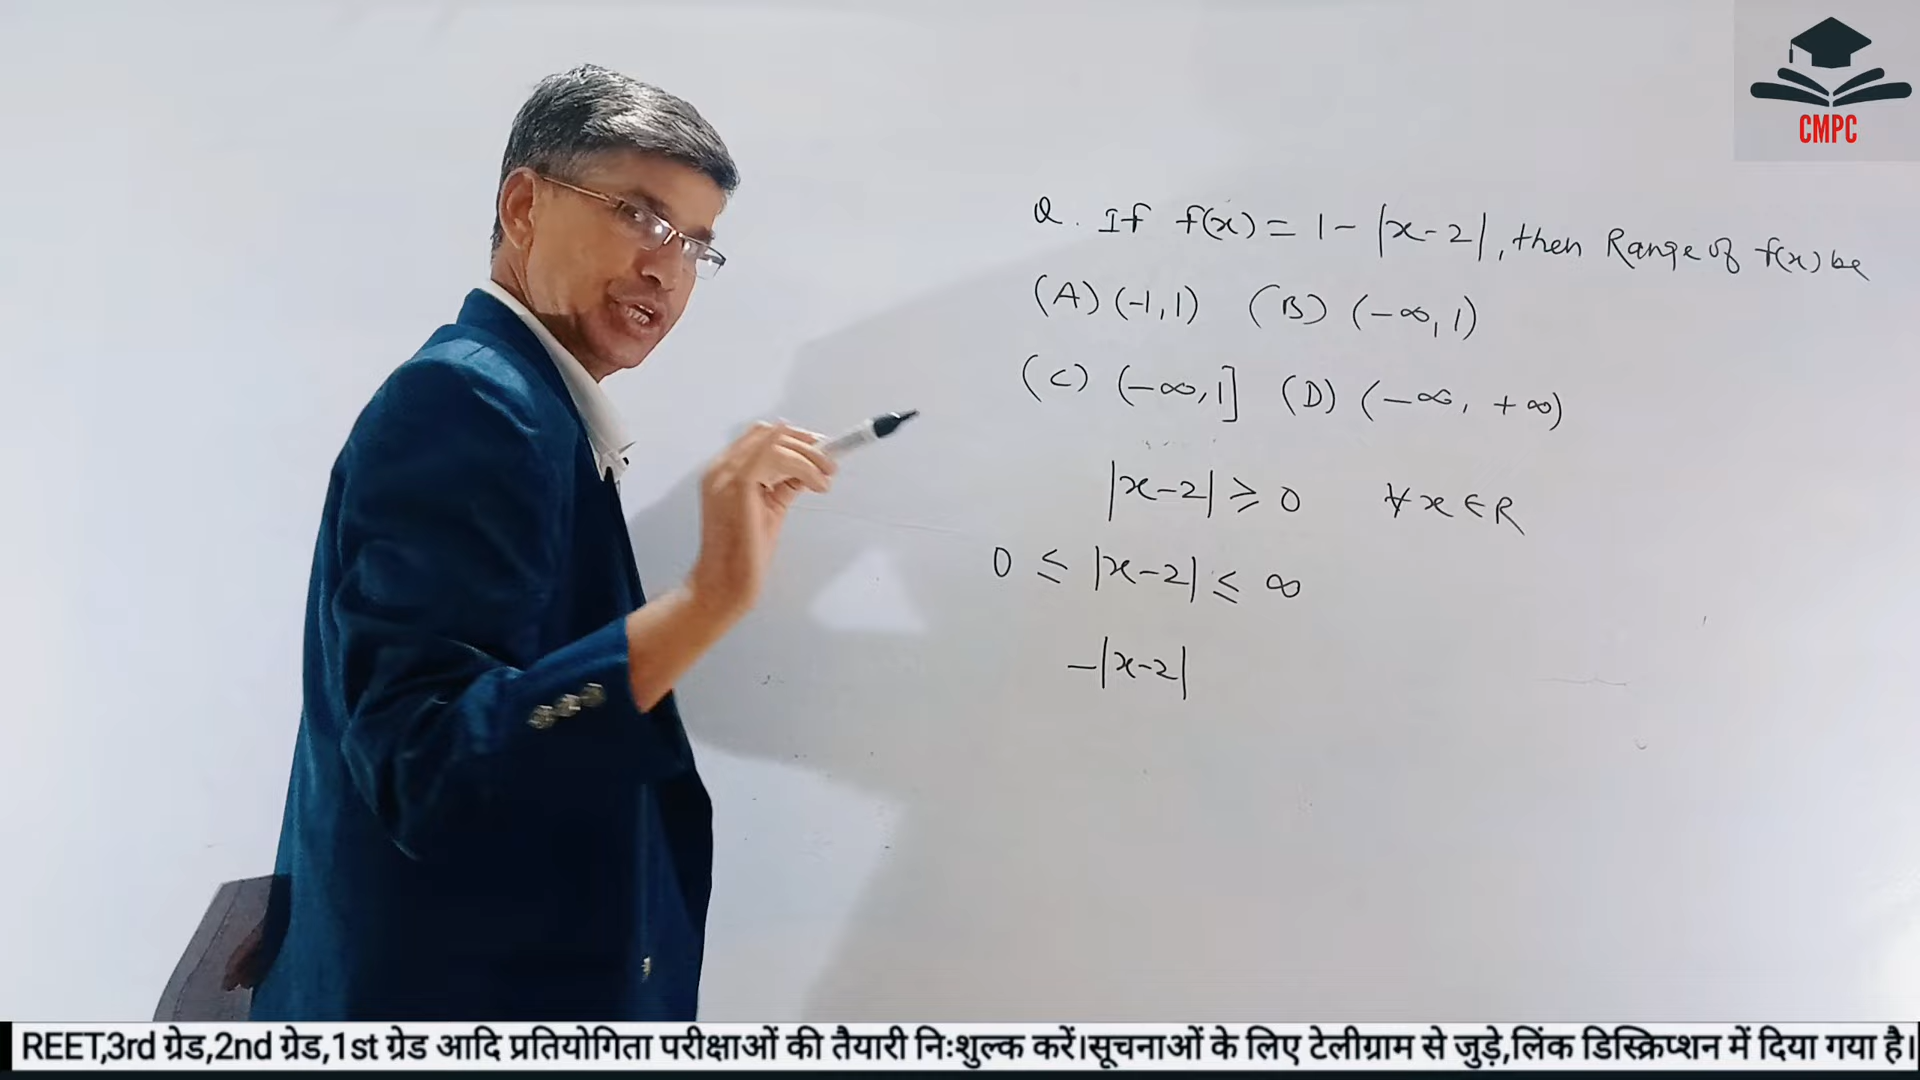 CMPC
Q. If f(x) = 1 - |x-2|, then Range of f(x) be
(A) (-1, 1) (B) (-∞, 1)
(C) (-∞, 1] (D) (-∞, +∞)
|x-2| ⩾ 0 ∀ x ∈ R
0 ≤ |x-2| ≤ ∞
-|x-2|
REET,3rd ग्रेड,2nd ग्रेड,1st ग्रेड आदि प्रतियोगिता परीक्षाओं की तैयारी निःशुल्क करें।सूचनाओं के लिए टेलीग्राम से जुड़े,लिंक डिस्क्रिप्शन में दिया गया है।